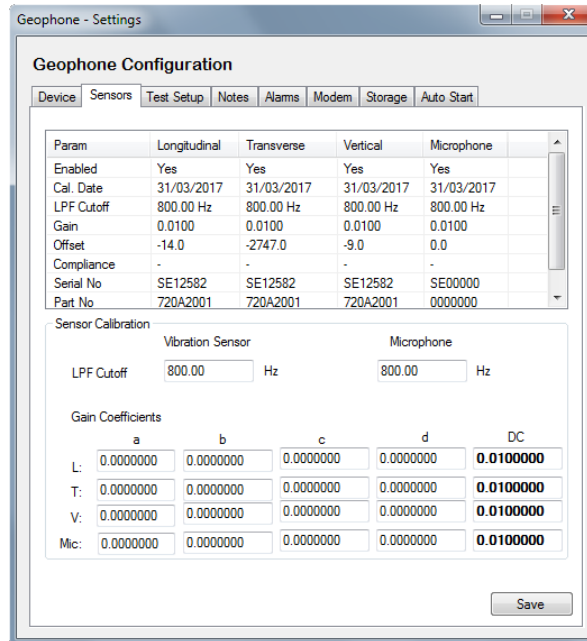 Geophone - Settings
Geophone Configuration
Device Sensors Test Setup Notes Alarms Modem Storage Auto Start
Param Longitudinal Transverse Vertical Microphone
Enabled Yes Yes Yes Yes
Cal. Date 31/03/2017 31/03/2017 31/03/2017 31/03/2017
LPF Cutoff 800.00 Hz 800.00 Hz 800.00 Hz 800.00 Hz
Gain 0.0100 0.0100 0.0100 0.0100
Offset -14.0 -2747.0 -9.0 0.0
Compliance - - - -
Serial No SE12582 SE12582 SE12582 SE00000
Part No 720A2001 720A2001 720A2001 0000000
Sensor Calibration
Vibration Sensor Microphone
LPF Cutoff 800.00 Hz 800.00 Hz
Gain Coefficients
a b c d DC
L: 0.0000000 0.0000000 0.0000000 0.0000000 0.0100000
T: 0.0000000 0.0000000 0.0000000 0.0000000 0.0100000
V: 0.0000000 0.0000000 0.0000000 0.0000000 0.0100000
Mic: 0.0000000 0.0000000 0.0000000 0.0000000 0.0100000
Save